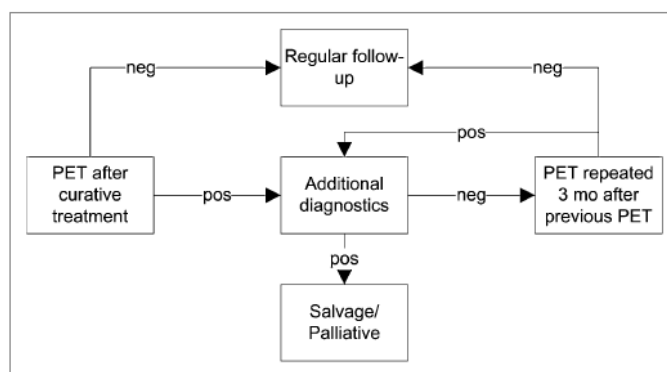 Regular follow-
up
neg
neg
pos
PET after
curative
treatment
pos
Additional
diagnostics
neg
PET repeated
3 mo after
previous PET
pos
Salvage/
Palliative